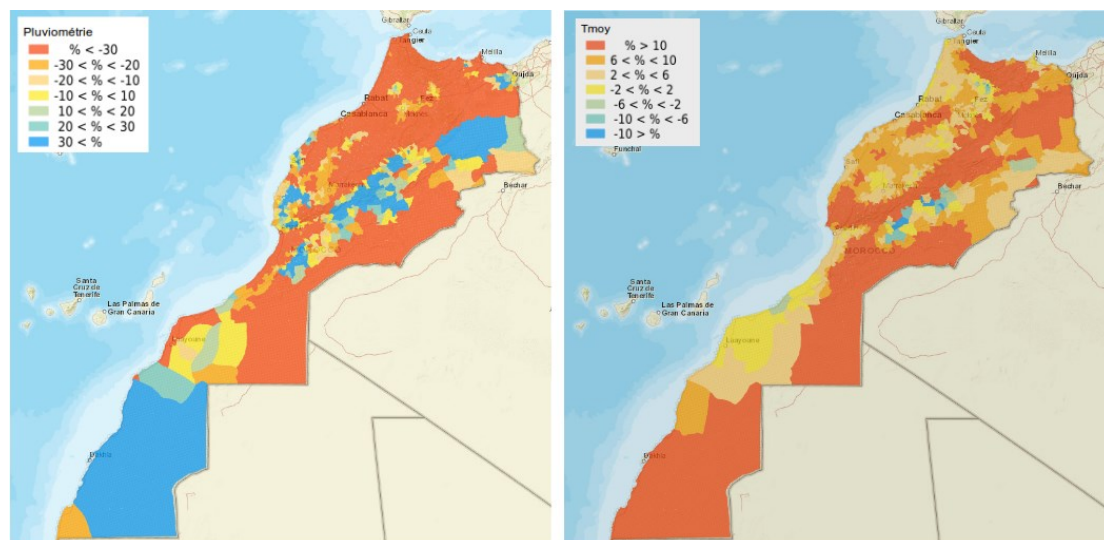 Pluviométrie
% < -30
-30 < % < -20
-20 < % < -10
-10 < % < 10
10 < % < 20
20 < % < 30
30 < %
Gibraltar
Ceuta
Tangier
Melilla
Oujda
Rabat
Fez
Casablanca
Bechar
Santa
Cruz de
Tenerife
Las Palmas de
Gran Canaria
Laayoune
Tmoy
% > 10
6 < % < 10
2 < % < 6
-2 < % < 2
-6 < % < -2
-10 < % < -6
-10 > %
Funchal
Gibraltar
Ceuta
Tangier
Melilla
Oujda
Rabat
Fez
Casablanca
Safi
Bechar
MOROCCO
Santa
Cruz de
Tenerife
Las Palmas de
Gran Canaria
Laayoune